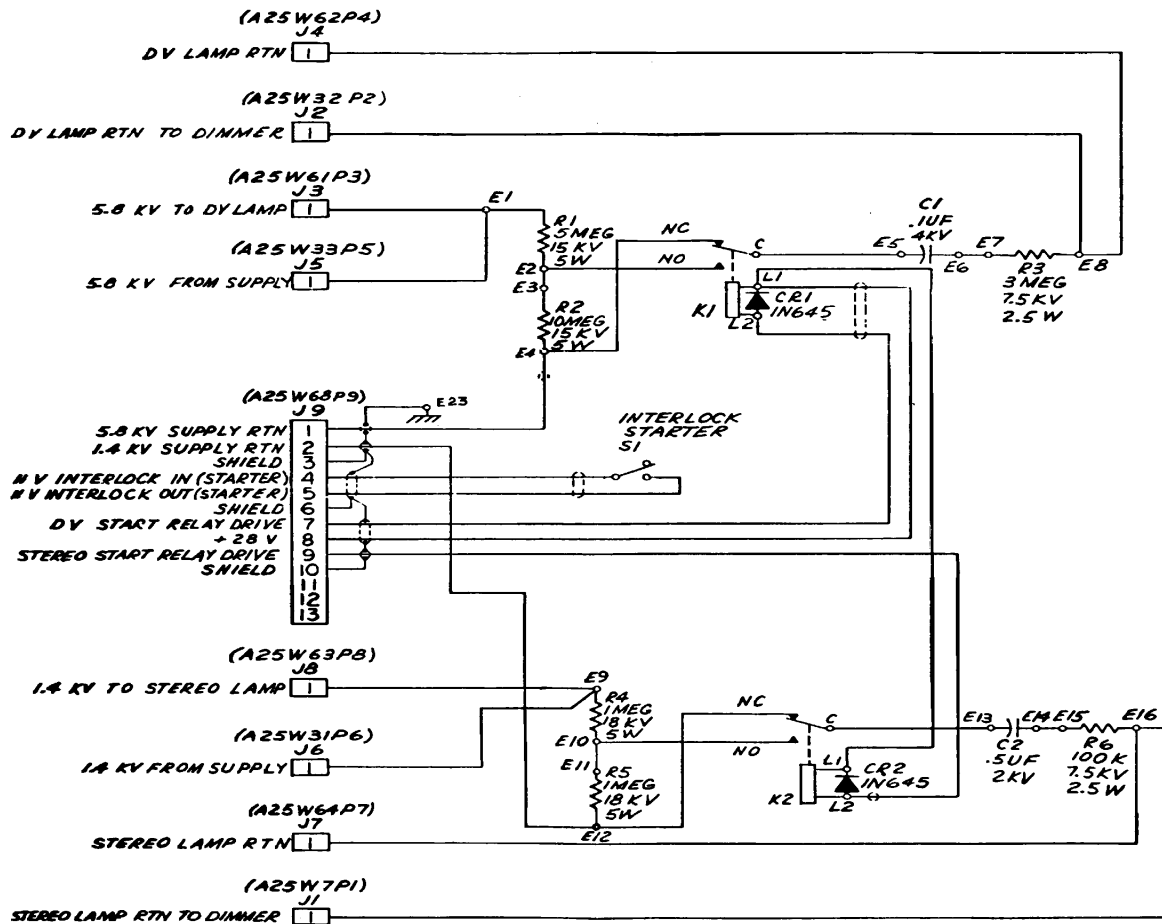 (A25W62P4)
J4
DV LAMP RTN 1
(A25W32P2)
J2
DV LAMP RTN TO DIMMER 1
(A25W61P3)
J3
5.8 KV TO DV LAMP 1
E1
(A25W33P5)
J5
5.8 KV FROM SUPPLY 1
R1
5MEG
15KV
5W
E2
E3
R2
10MEG
15KV
5W
E4
NC
C
NO
L1
K1
L2
CR1
IN645
C1
.1UF
4KV
E5
E6
E7
R3
3 MEG
7.5KV
2.5W
E8
(A25W68P9)
J9
E23
5.8 KV SUPPLY RTN 1
1.4 KV SUPPLY RTN 2
SHIELD 3
HV INTERLOCK IN (STARTER) 4
HV INTERLOCK OUT (STARTER) 5
SHIELD 6
DV START RELAY DRIVE 7
+28 V 8
STEREO START RELAY DRIVE 9
SHIELD 10
11
12
13
INTERLOCK
STARTER
S1
(A25W63P8)
J8
1.4 KV TO STEREO LAMP 1
(A25W31P6)
J6
1.4 KV FROM SUPPLY 1
(A25W64P7)
J7
STEREO LAMP RTN 1
(A25W7P1)
J1
STEREO LAMP RTN TO DIMMER 1
E9
R4
1MEG
18KV
5W
E10
E11
R5
1MEG
18KV
5W
E12
NC
C
NO
L1
K2
L2
CR2
IN645
E13
C2
.5UF
2KV
E14
E15
R6
100K
7.5KV
2.5W
E16